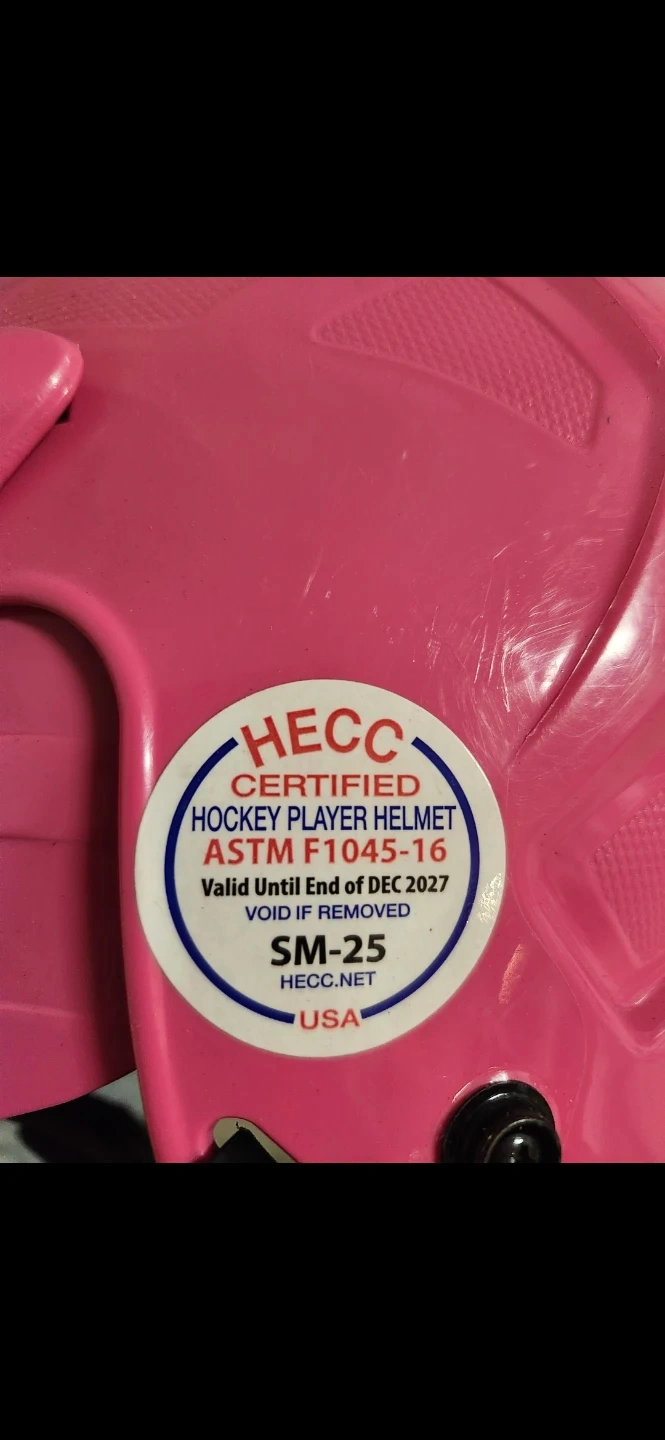 HECC
CERTIFIED
HOCKEY PLAYER HELMET
ASTM F1045-16
Valid Until End of DEC 2027
VOID IF REMOVED
SM-25
HECC.NET
USA